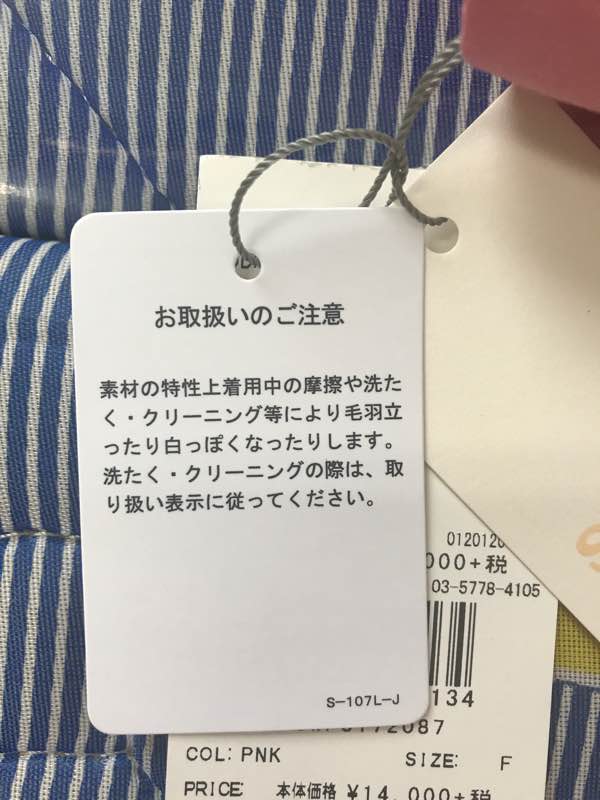 お取扱いのご注意
素材の特性上着用中の摩擦や洗た
く・クリーニング等により毛羽立
ったり白っぽくなったりします。
洗たく・クリーニングの際は、取
り扱い表示に従ってください。
S-107L-J
012012
000+税
03-5778-4105
134
2087
COL: PNK SIZE: F
PRICE: 本体価格 ¥14,000+税